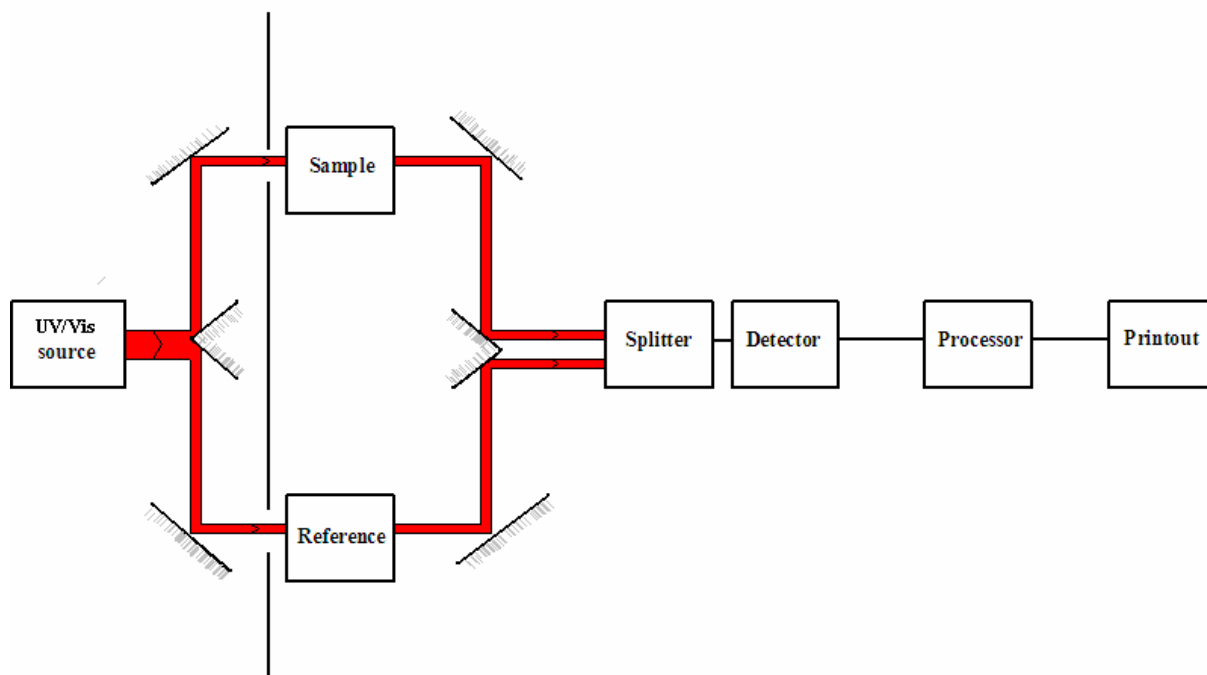 Sample
UV/Vis
source
Splitter
Detector
Processor
Printout
Reference